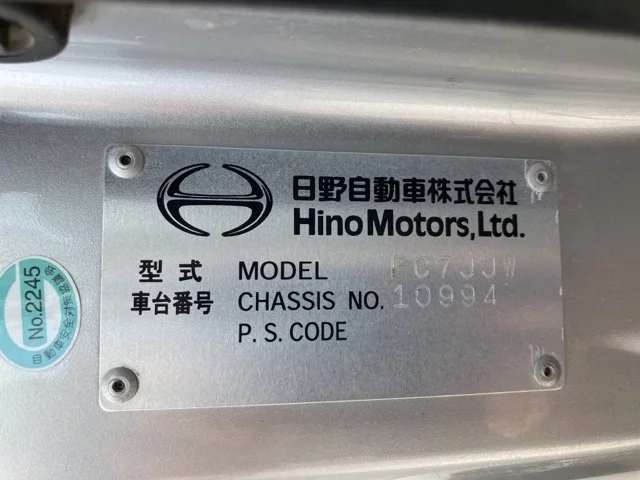 日野自動車株式会社
Hino Motors, Ltd.
型式 MODEL FC7JJW
車台番号 CHASSIS NO. 10994
P. S. CODE
No.2245